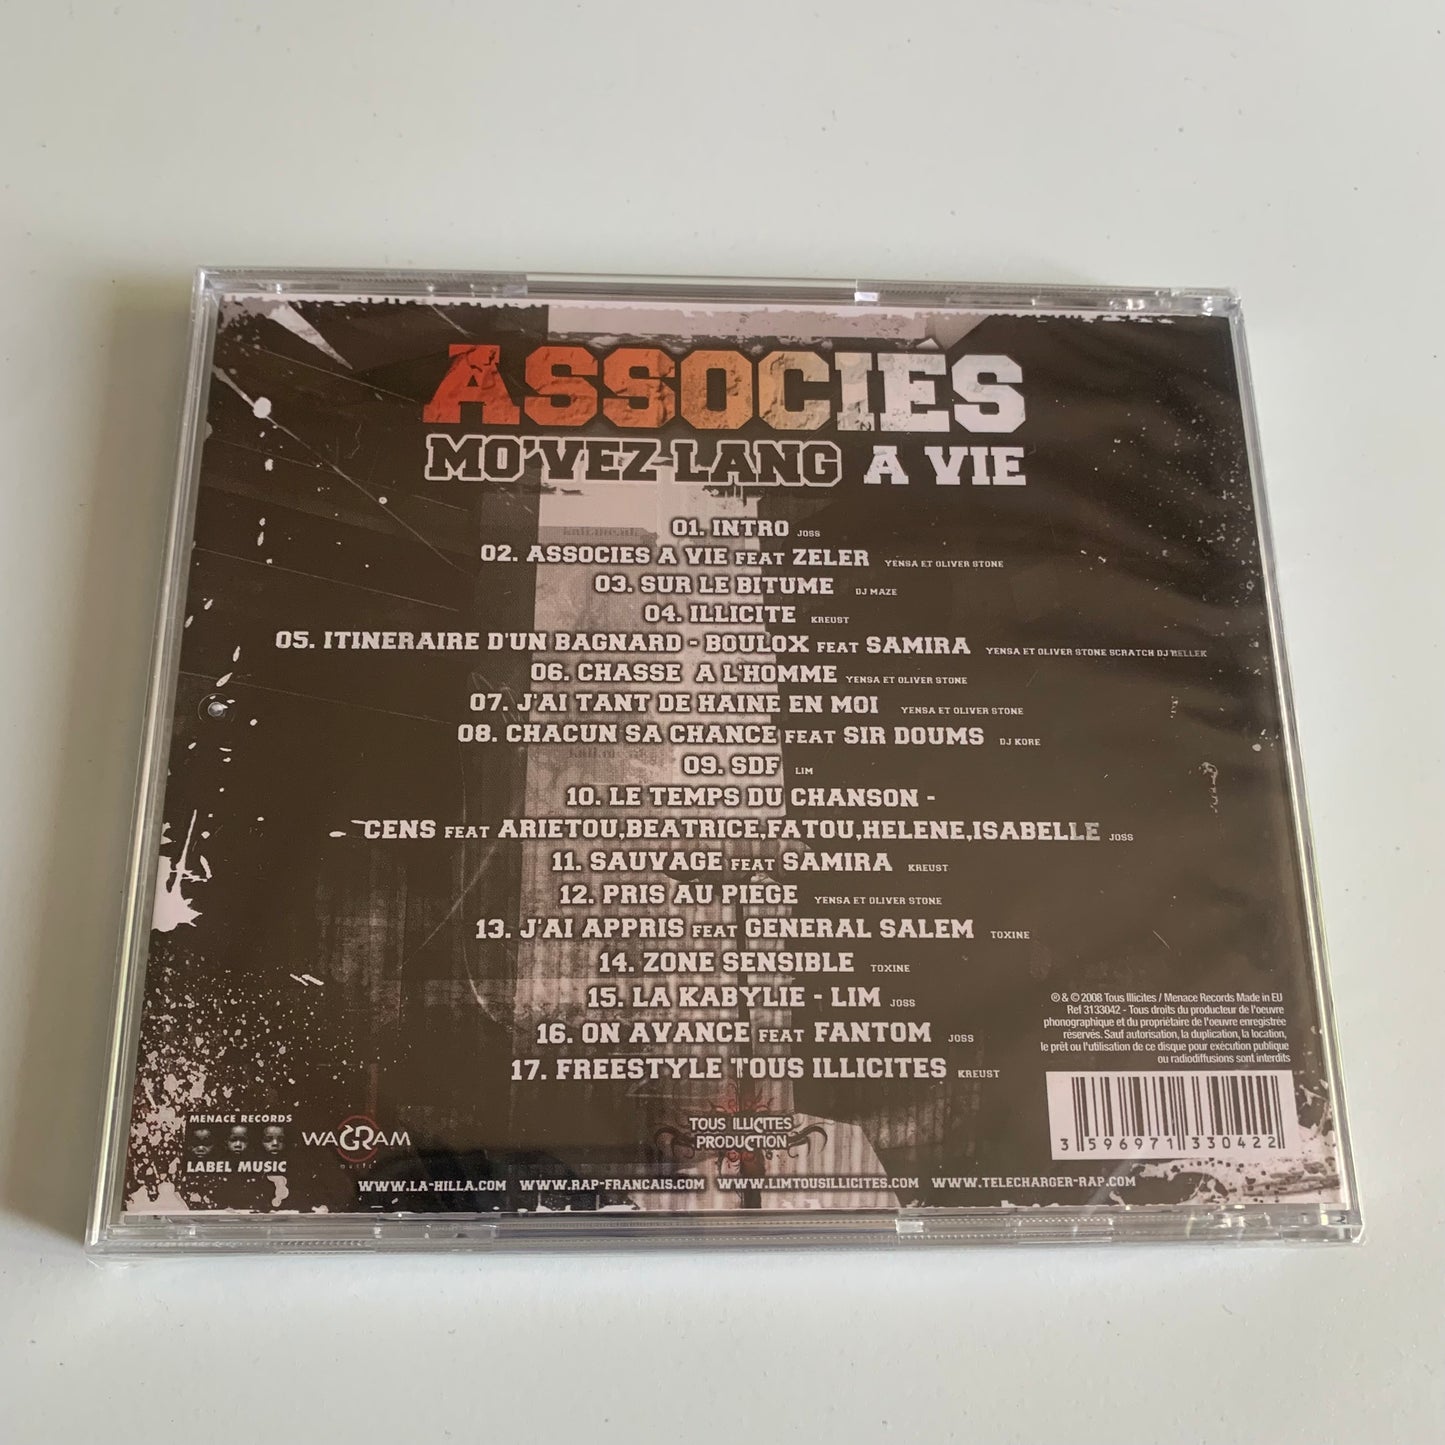 ASSOCIÉS
MO'VEZ LANG A VIE
01. INTRO JOSS
02. ASSOCIES A VIE FEAT ZELER YENSA ET OLIVER STONE
03. SUR LE BITUME DJ MAZE
04. ILLICITE KREUST
05. ITINERAIRE D'UN BAGNARD - BOULOX FEAT SAMIRA YENSA ET OLIVER STONE SCRATCH DJ BELLEK
06. CHASSE A L'HOMME YENSA ET OLIVER STONE
07. J'AI TANT DE HAINE EN MOI YENSA ET OLIVER STONE
08. CHACUN SA CHANCE FEAT SIR DOUMS DJ KORE
09. SDF LIM
10. LE TEMPS DU CHANSON -
- CENS FEAT ARIETOU,BEATRICE,FATOU,HELENE,ISABELLE JOSS
11. SAUVAGE FEAT SAMIRA KREUST
12. PRIS AU PIEGE YENSA ET OLIVER STONE
13. J'AI APPRIS FEAT GENERAL SALEM TOXINE
14. ZONE SENSIBLE TOXINE
15. LA KABYLIE - LIM JOSS
16. ON AVANCE FEAT FANTOM JOSS
17. FREESTYLE TOUS ILLICITES KREUST
℗ & © 2008 Tous Illicites / Menace Records Made in EU
Ref 3133042 - Tous droits du producteur de l'oeuvre
phonographique et du propriétaire de l'oeuvre enregistrée
réservés. Sauf autorisation, la duplication, la location,
le prêt ou l'utilisation de ce disque pour exécution publique
ou radiodiffusions sont interdits
3 596971 330422
MENACE RECORDS
LABEL MUSIC
WAGRAM
music
TOUS ILLICITES
PRODUCTION
WWW.LA-HILLA.COM WWW.RAP-FRANCAIS.COM WWW.LIMTOUSILLICITES.COM WWW.TELECHARGER-RAP.COM